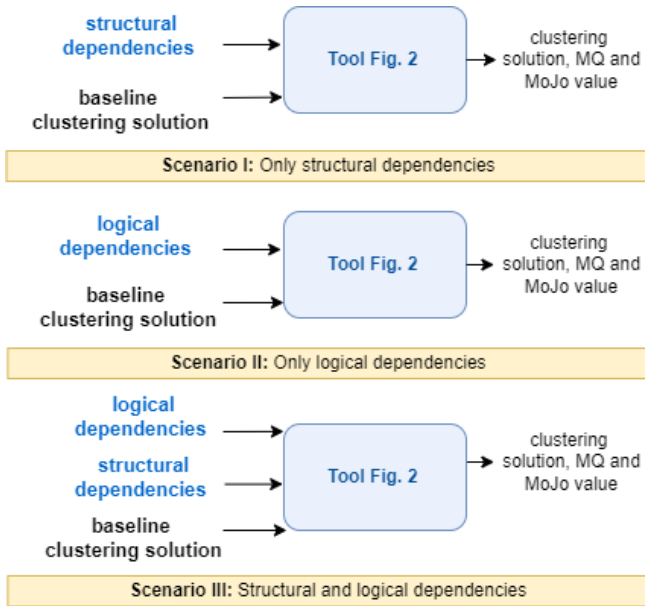 structural
dependencies
baseline
clustering solution
Tool Fig. 2
clustering
solution, MQ and
MoJo value
Scenario I: Only structural dependencies
logical
dependencies
baseline
clustering solution
Tool Fig. 2
clustering
solution, MQ and
MoJo value
Scenario II: Only logical dependencies
logical
dependencies
structural
dependencies
baseline
clustering solution
Tool Fig. 2
clustering
solution, MQ and
MoJo value
Scenario III: Structural and logical dependencies